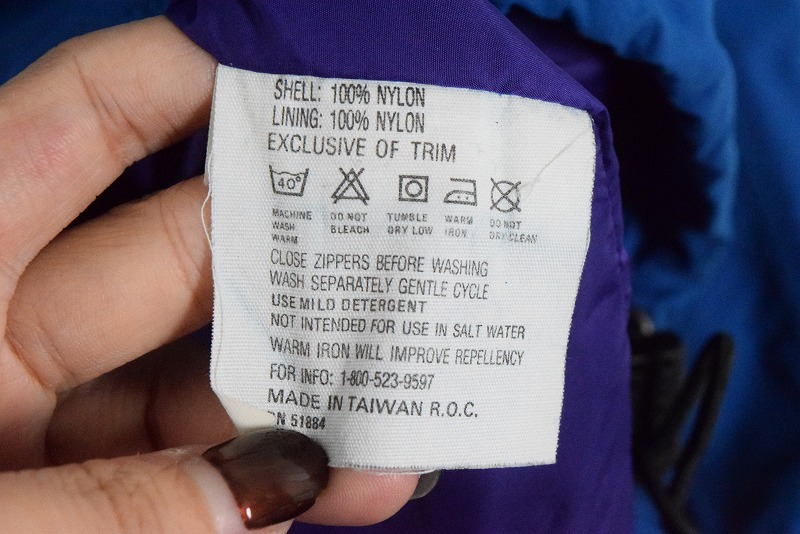 SHELL: 100% NYLON
LINING: 100% NYLON
EXCLUSIVE OF TRIM
40°
MACHINE WASH WARM
DO NOT BLEACH
TUMBLE DRY LOW
WARM IRON
DO NOT DRY CLEAN
CLOSE ZIPPERS BEFORE WASHING
WASH SEPARATELY GENTLE CYCLE
USE MILD DETERGENT
NOT INTENDED FOR USE IN SALT WATER
WARM IRON WILL IMPROVE REPELLENCY
FOR INFO: 1-800-523-9597
MADE IN TAIWAN R.O.C.
RN 51884